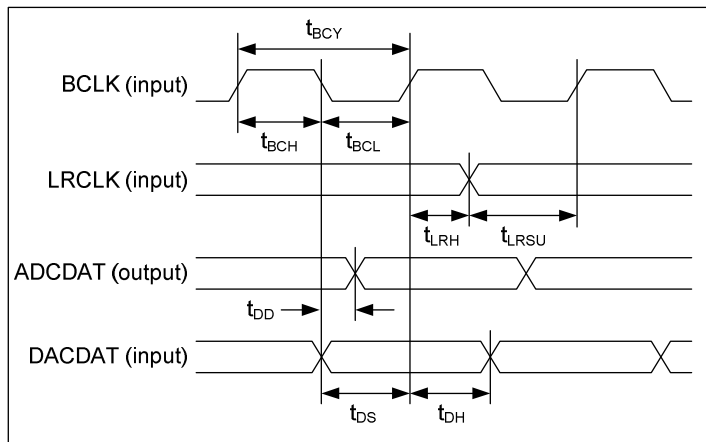 tBCY
BCLK (input)
tBCH
tBCL
LRCLK (input)
tLRH
tLRSU
ADCDAT (output)
tDD
DACDAT (input)
tDS
tDH